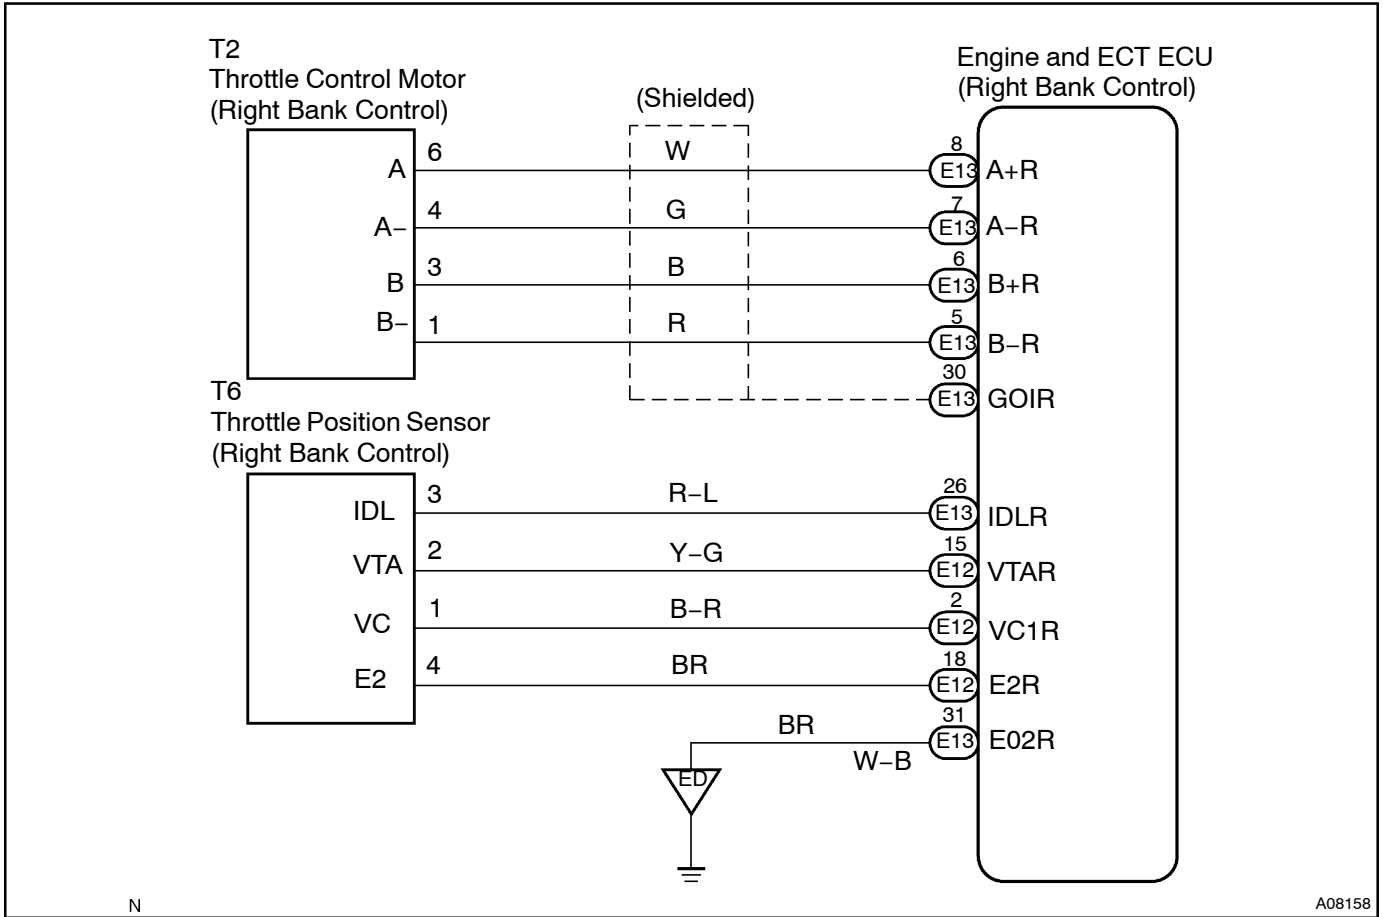 T2
Throttle Control Motor
(Right Bank Control)
(Shielded)
Engine and ECT ECU
(Right Bank Control)
A 6 W 8 E13 A+R
A− 4 G 7 E13 A−R
B 3 B 6 E13 B+R
B− 1 R 5 E13 B−R
30 E13 GOIR
T6
Throttle Position Sensor
(Right Bank Control)
IDL 3 R−L 26 E13 IDLR
VTA 2 Y−G 15 E12 VTAR
VC 1 B−R 2 E12 VC1R
E2 4 BR 18 E12 E2R
BR 31 E13 E02R
W−B
ED
N
A08158